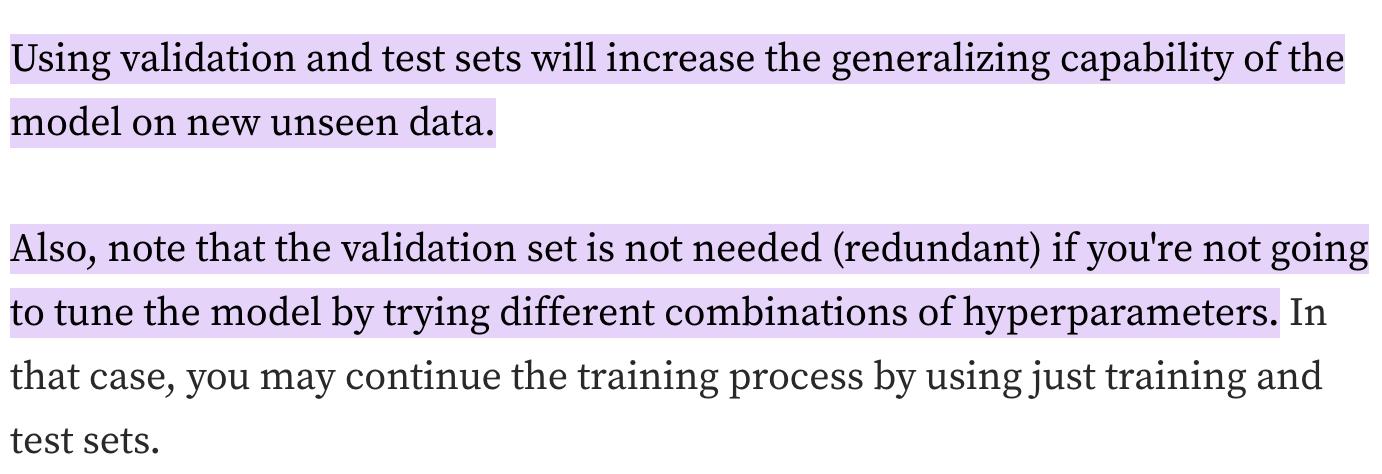 Using validation and test sets will increase the generalizing capability of the
model on new unseen data.
Also, note that the validation set is not needed (redundant) if you're not going
to tune the model by trying different combinations of hyperparameters. In
that case, you may continue the training process by using just training and
test sets.